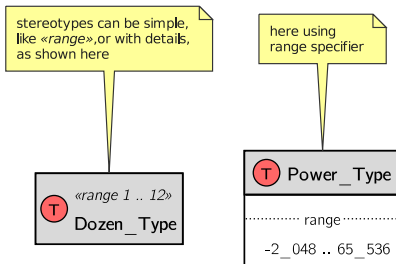 stereotypes can be simple,
like «range»,or with details,
as shown here
here using
range specifier
T
«range 1 .. 12»
Dozen_Type
T
Power_Type
range
-2_048 .. 65_536